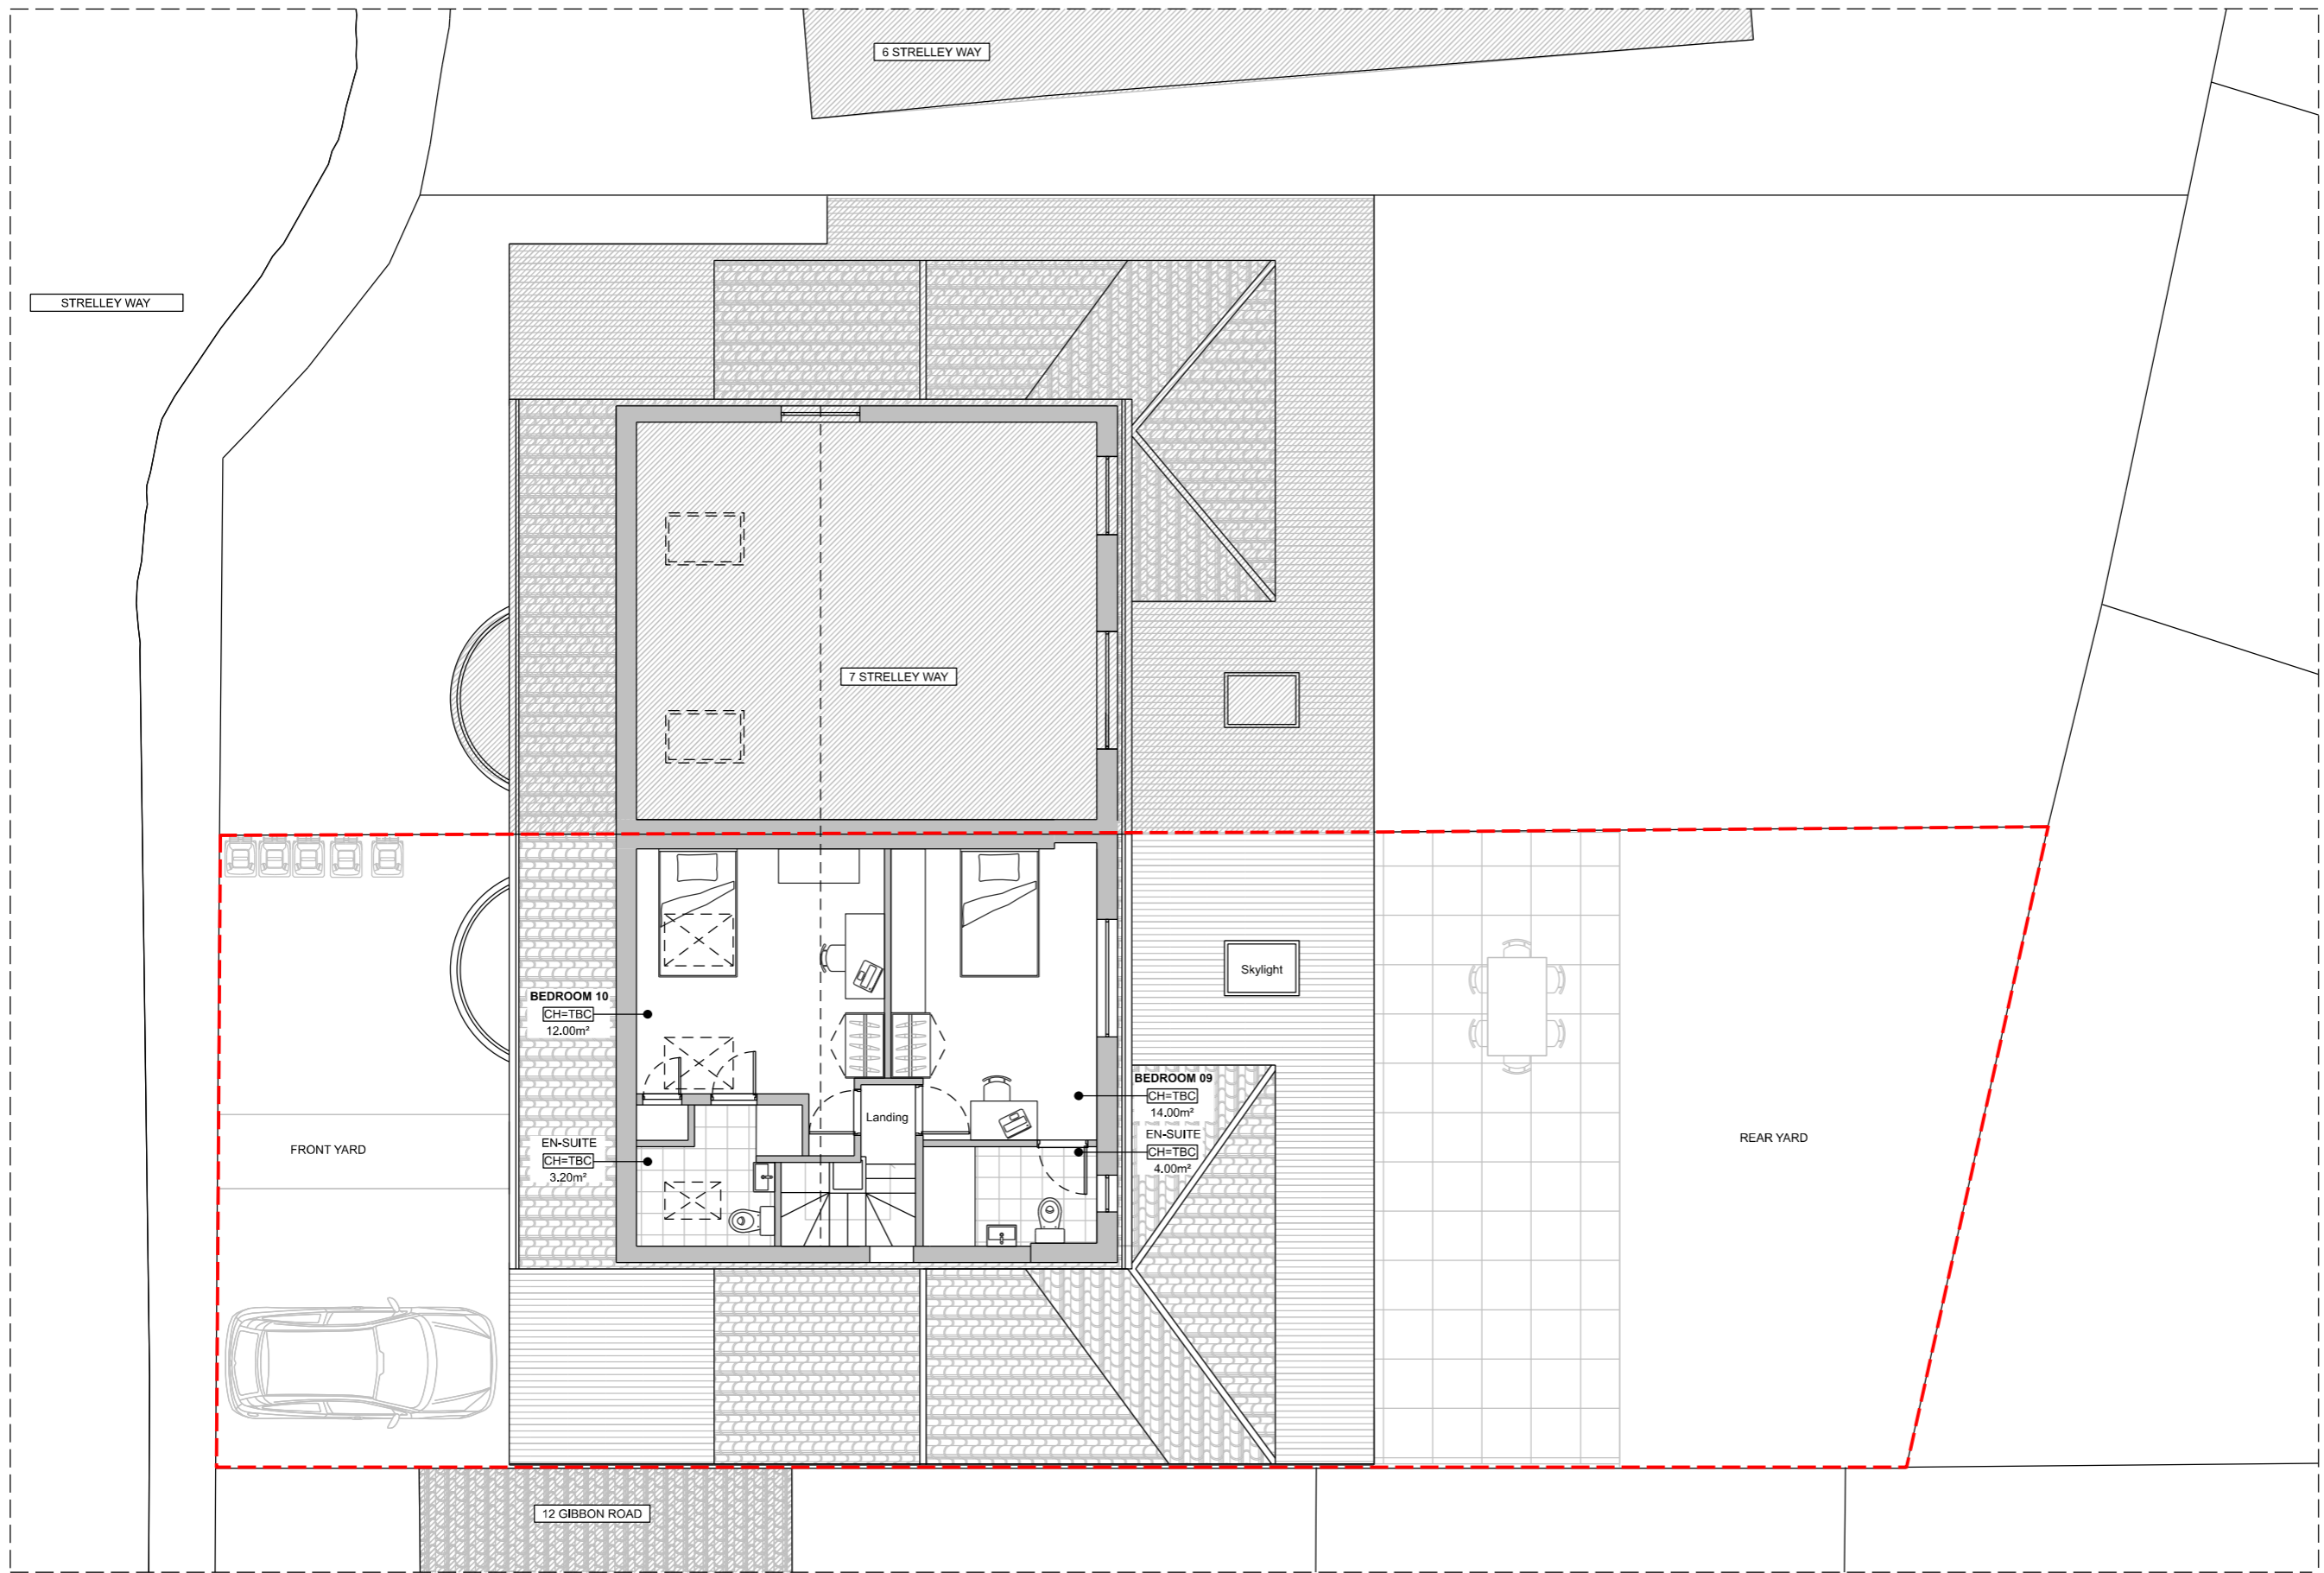 6 STRELLEY WAY
STRELLEY WAY
7 STRELLEY WAY
Skylight
BEDROOM 10
CH=TBC
12.00m²
BEDROOM 09
CH=TBC
14.00m²
Landing
EN-SUITE
CH=TBC
4.00m²
EN-SUITE
CH=TBC
3.20m²
FRONT YARD
REAR YARD
12 GIBBON ROAD